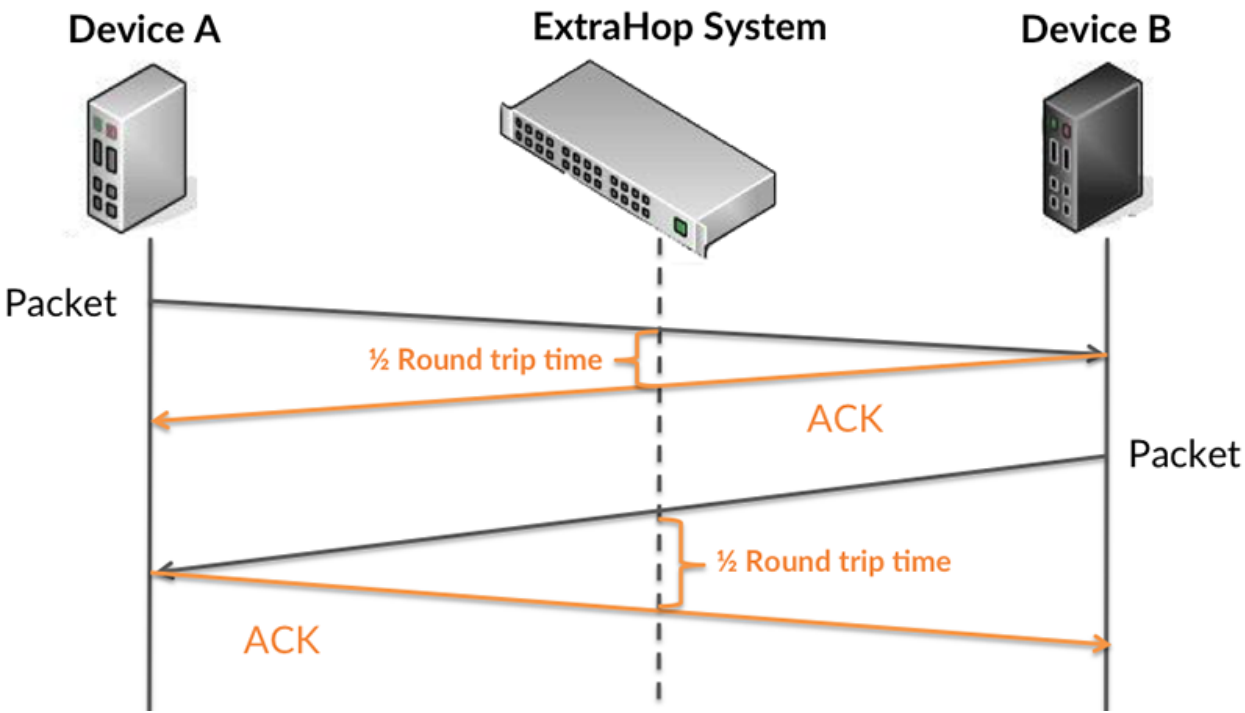 Device A
ExtraHop System
Device B
Packet
½ Round trip time
ACK
Packet
½ Round trip time
ACK